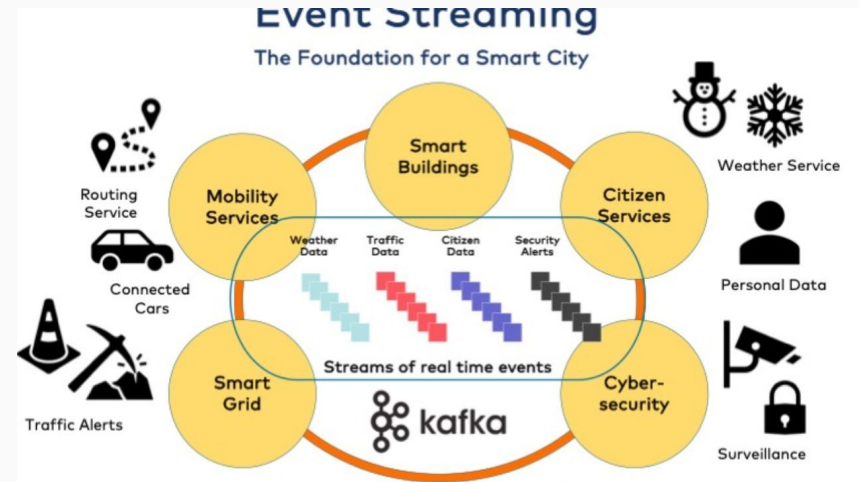 Event Streaming
The Foundation for a Smart City
Smart
Buildings
Mobility
Services
Citizen
Services
Routing
Service
Connected
Cars
Traffic Alerts
Weather Service
Personal Data
Surveillance
Weather
Data
Traffic
Data
Citizen
Data
Security
Alerts
Streams of real time events
Smart
Grid
Cyber-
security
kafka